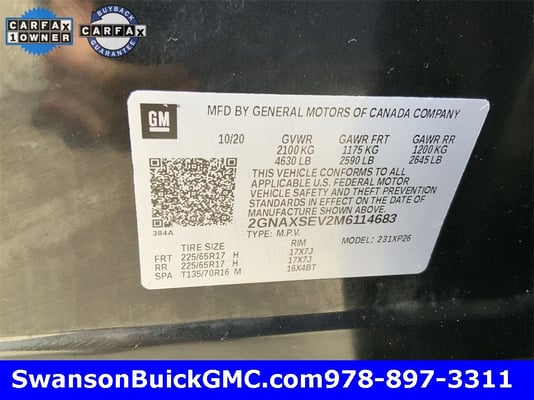 CARFAX
1 OWNER
BUYBACK
CARFAX
GUARANTEE
GM
MFD BY GENERAL MOTORS OF CANADA COMPANY
10/20 GVWR GAWR FRT GAWR RR
2100 KG 1175 KG 1200 KG
4630 LB 2590 LB 2645 LB
THIS VEHICLE CONFORMS TO ALL
APPLICABLE U.S. FEDERAL MOTOR
VEHICLE SAFETY AND THEFT PREVENTION
STANDARDS IN EFFECT ON THE DATE OF
MANUFACTURE SHOWN ABOVE.
2GNAXSEV2M6114683
TYPE: M.P.V. MODEL: 231XP26
384A
TIRE SIZE RIM
FRT 225/65R17 H 17X7J
RR 225/65R17 H 17X7J
SPA T135/70R16 M 16X4BT
SwansonBuickGMC.com978-897-3311